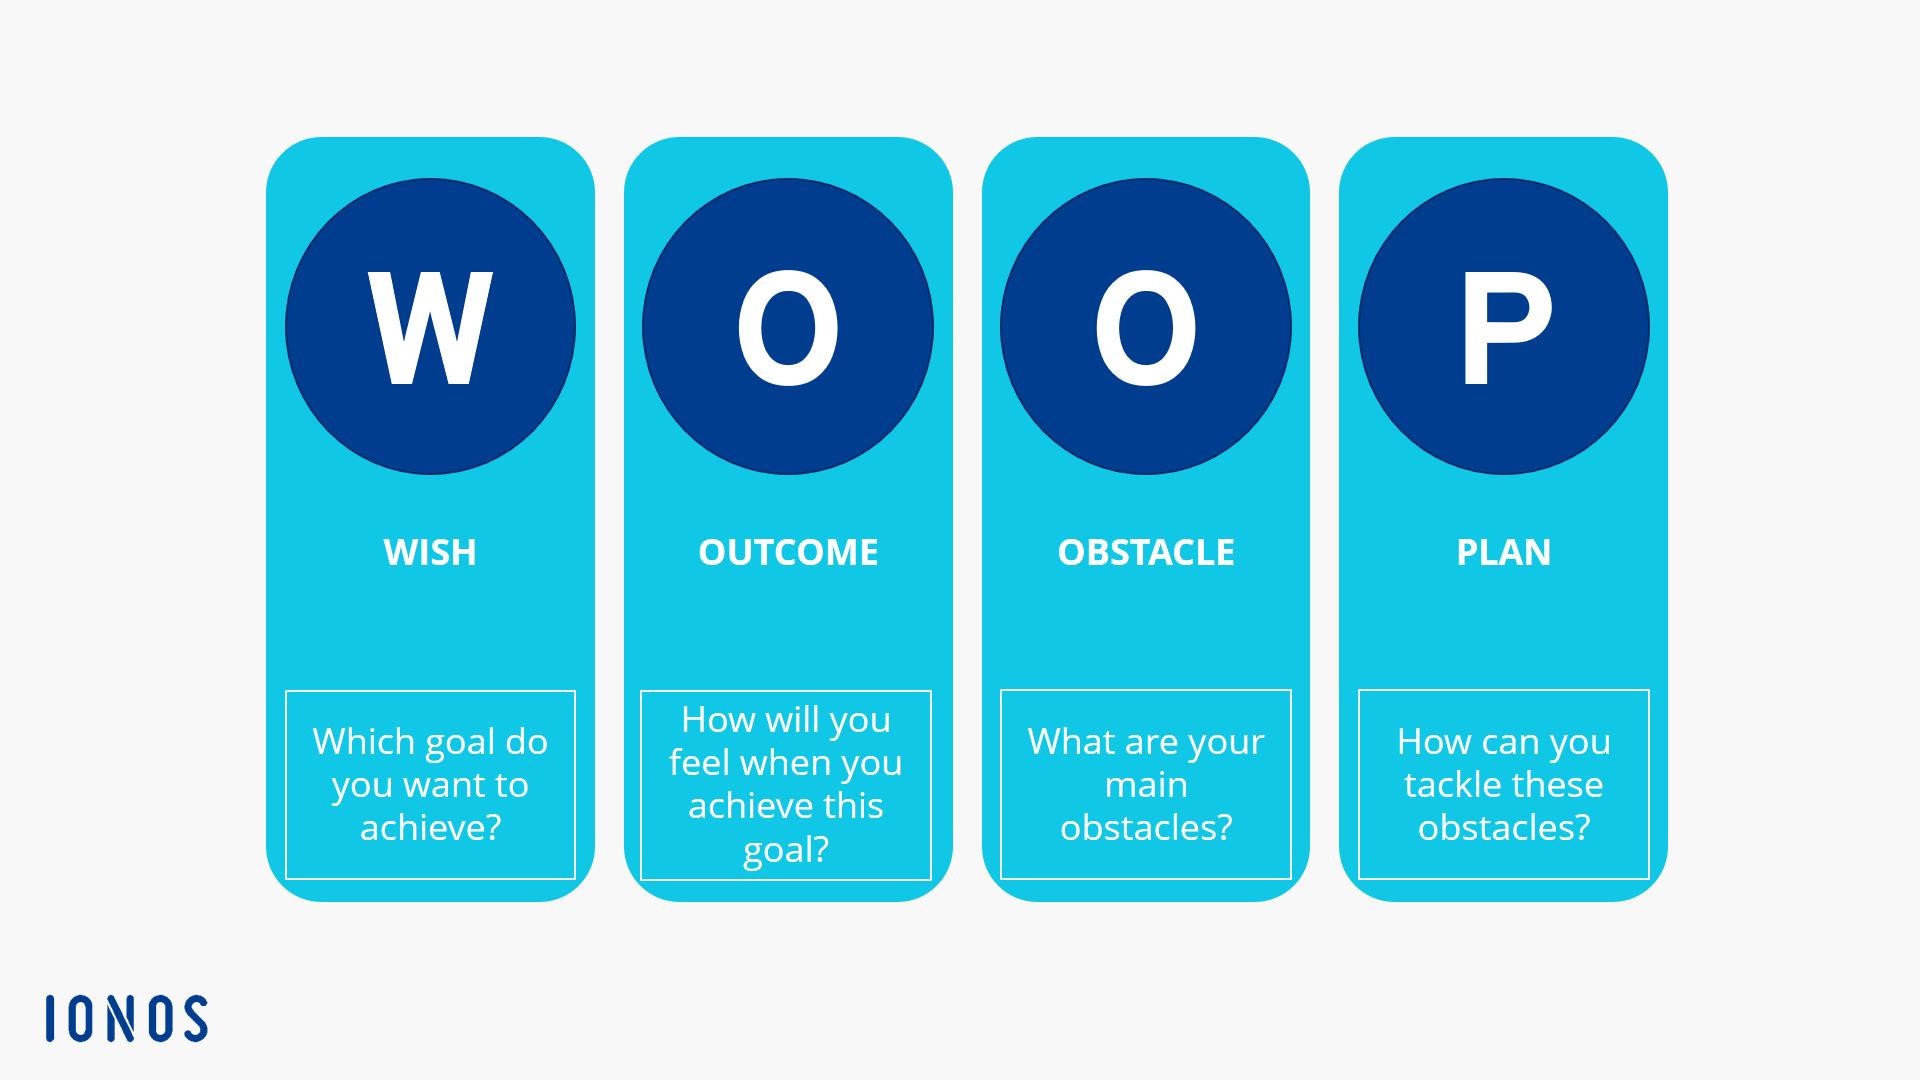 W
WISH
Which goal do
you want to
achieve?
O
OUTCOME
How will you
feel when you
achieve this
goal?
O
OBSTACLE
What are your
main
obstacles?
P
PLAN
How can you
tackle these
obstacles?
IONOS